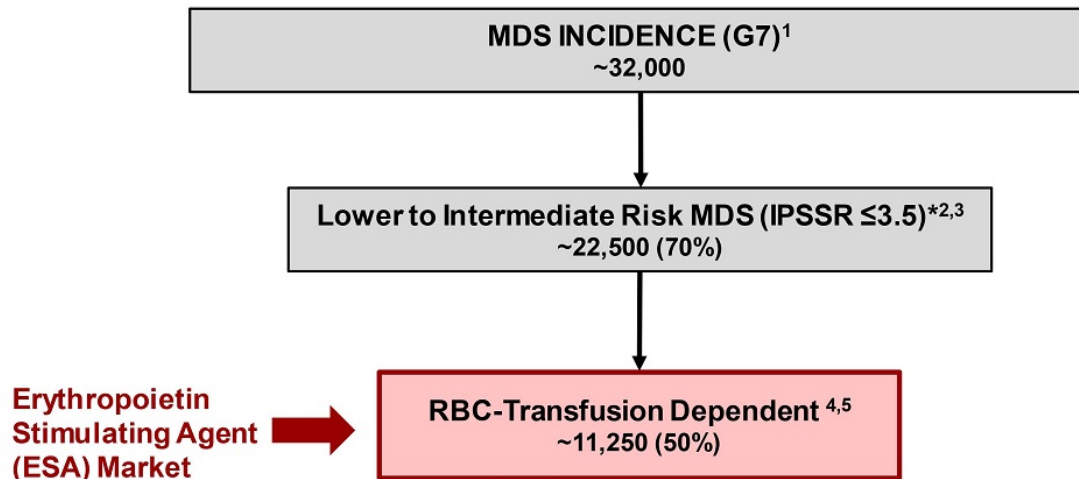 MDS INCIDENCE (G7)1
~32,000
Lower to Intermediate Risk MDS (IPSSR ≤3.5)*2,3
~22,500 (70%)
Erythropoietin
Stimulating Agent
(ESA) Market
RBC-Transfusion Dependent 4,5
~11,250 (50%)